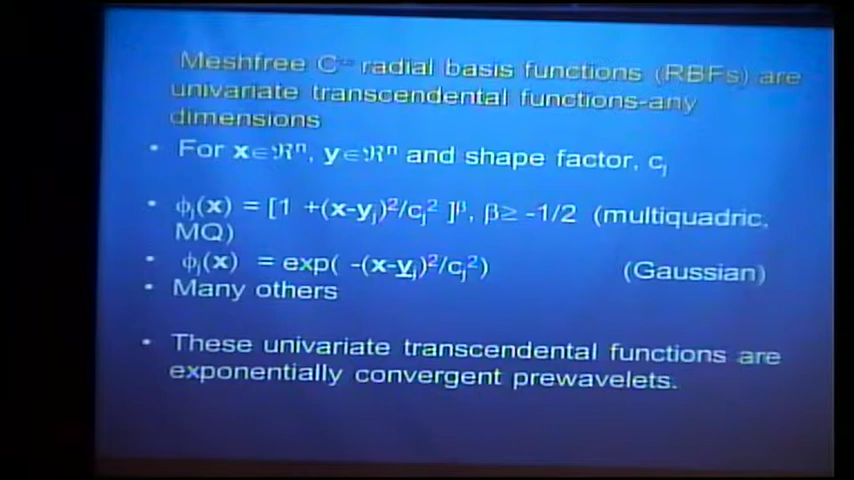 Meshfree C∞ radial basis functions (RBFs) are
univariate transcendental functions-any
dimensions
• For x∈ℜⁿ, y∈ℜⁿ and shape factor, cⱼ
• ϕⱼ(x) = [1 +(x-yⱼ)²/cⱼ² ]ᵝ, β≥ -1/2 (multiquadric,
MQ)
• ϕⱼ(x) = exp( -(x-yⱼ)²/cⱼ²) (Gaussian)
• Many others
• These univariate transcendental functions are
exponentially convergent prewavelets.